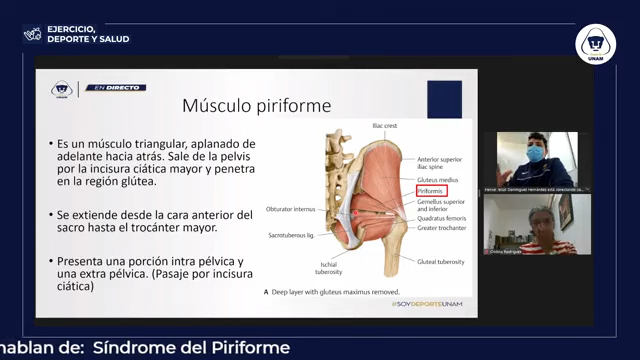 EJERCICIO,
DEPORTE Y SALUD
UNAM
UNAM
EN DIRECTO
Músculo piriforme
• Es un músculo triangular, aplanado de
adelante hacia atrás. Sale de la pelvis
por la incisura ciática mayor y penetra
en la región glútea.
• Se extiende desde la cara anterior del
sacro hasta el trocánter mayor.
• Presenta una porción intra pélvica y
una extra pélvica. (Pasaje por incisura
ciática)
Iliac crest
Anterior superior
iliac spine
Gluteus medius
Piriformis
Gemellus superior
and inferior
Quadratus femoris
Greater trochanter
Obturator internus
Sacrotuberous lig.
Ischial
tuberosity
Gluteal tuberosity
A Deep layer with gluteus maximus removed.
#SOYDEPORTEUNAM
Rodríguez
hablan de: Síndrome del Piriforme